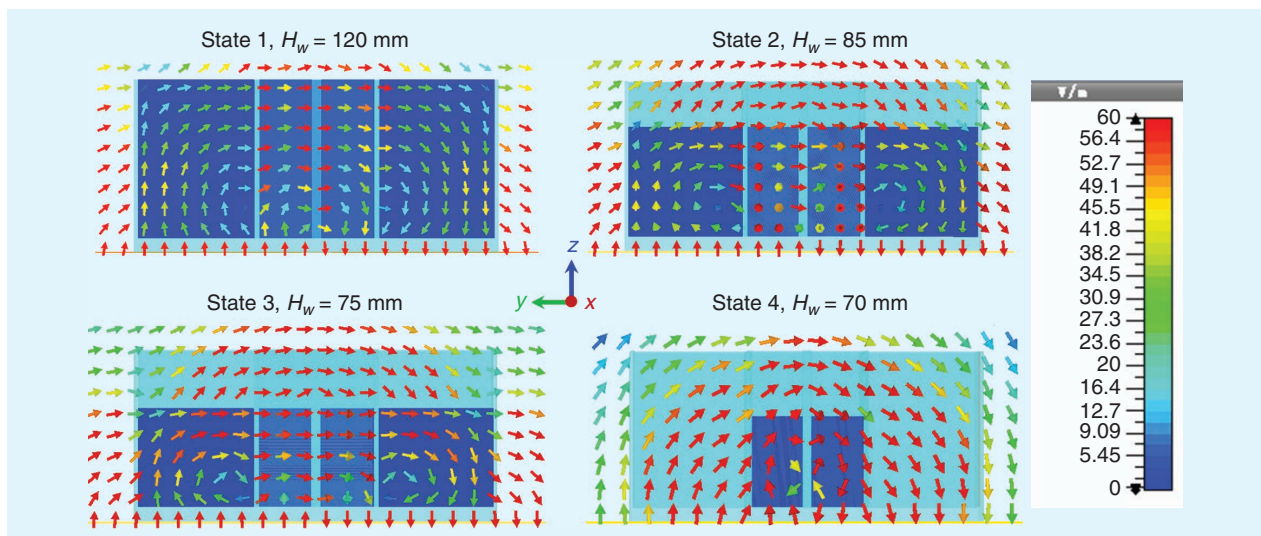 State 1, Hw = 120 mm
State 2, Hw = 85 mm
z
y
x
State 3, Hw = 75 mm
State 4, Hw = 70 mm
V/m
60
56.4
52.7
49.1
45.5
41.8
38.2
34.5
30.9
27.3
23.6
20
16.4
12.7
9.09
5.45
0